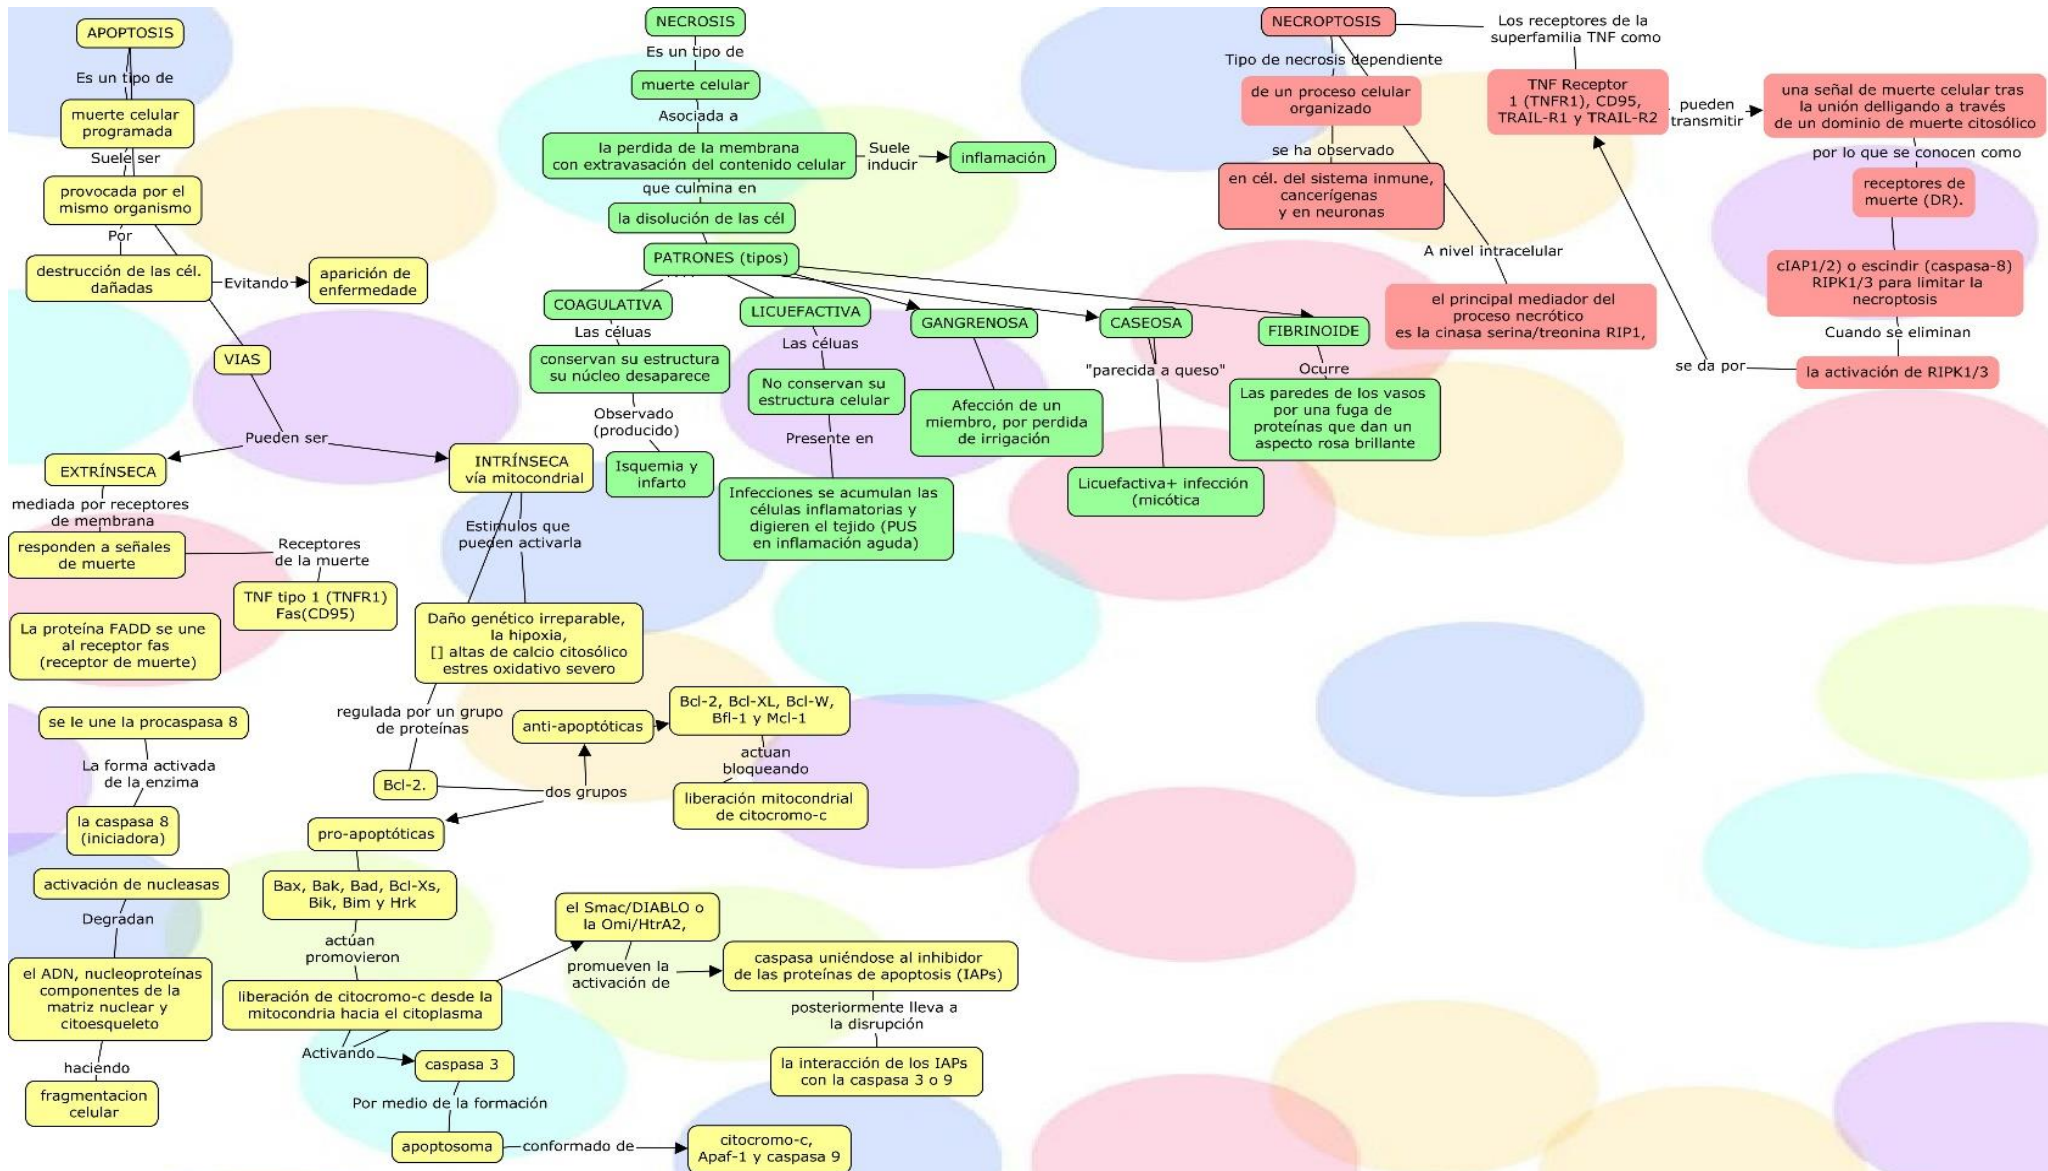 APOPTOSIS
Es un tipo de
muerte celular
programada
Suele ser
provocada por el
mismo organismo
Por
destrucción de las cél.
dañadas
Evitando
aparición de
enfermedade
VIAS
Pueden ser
EXTRÍNSECA
mediada por receptores
de membrana
responden a señales
de muerte
Receptores
de la muerte
TNF tipo 1 (TNFR1)
Fas(CD95)
La proteína FADD se une
al receptor fas
(receptor de muerte)
se le une la procaspasa 8
La forma activada
de la enzima
la caspasa 8
(iniciadora)
activación de nucleasas
Degradan
el ADN, nucleoproteínas
componentes de la
matriz nuclear y
citoesqueleto
haciendo
fragmentacion
celular
INTRÍNSECA
vía mitocondrial
Estimulos que
pueden activarla
Daño genético irreparable,
la hipoxia,
[] altas de calcio citosólico
estres oxidativo severo
regulada por un grupo
de proteínas
Bcl-2.
dos grupos
anti-apoptóticas
Bcl-2, Bcl-XL, Bcl-W,
Bfl-1 y Mcl-1
actuan
bloqueando
liberación mitocondrial
de citocromo-c
pro-apoptóticas
Bax, Bak, Bad, Bcl-Xs,
Bik, Bim y Hrk
actúan
promovieron
liberación de citocromo-c desde la
mitocondria hacia el citoplasma
Activando
caspasa 3
Por medio de la formación
apoptosoma
conformado de
citocromo-c,
Apaf-1 y caspasa 9
el Smac/DIABLO o
la Omi/HtrA2,
promueven la
activación de
caspasa uniéndose al inhibidor
de las proteínas de apoptosis (IAPs)
posteriormente lleva a
la disrupción
la interacción de los IAPs
con la caspasa 3 o 9
NECROSIS
Es un tipo de
muerte celular
Asociada a
la perdida de la membrana
con extravasación del contenido celular
Suele
inducir
inflamación
que culmina en
la disolución de las cél
PATRONES (tipos)
COAGULATIVA
Las céluas
conservan su estructura
su núcleo desaparece
Observado
(producido)
Isquemia y
infarto
LICUEFACTIVA
Las céluas
No conservan su
estructura celular
Presente en
Infecciones se acumulan las
células inflamatorias y
digieren el tejido (PUS
en inflamación aguda)
GANGRENOSA
Afección de un
miembro, por perdida
de irrigación
CASEOSA
"parecida a queso"
Licuefactiva+ infección
(micótica
FIBRINOIDE
Ocurre
Las paredes de los vasos
por una fuga de
proteínas que dan un
aspecto rosa brillante
NECROPTOSIS
Tipo de necrosis dependiente
de un proceso celular
organizado
se ha observado
en cél. del sistema inmune,
cancerígenas
y en neuronas
A nivel intracelular
el principal mediador del
proceso necrótico
es la cinasa serina/treonina RIP1,
Los receptores de la
superfamilia TNF como
TNF Receptor
1 (TNFR1), CD95,
TRAIL-R1 y TRAIL-R2
pueden
transmitir
una señal de muerte celular tras
la unión delligando a través
de un dominio de muerte citosólico
por lo que se conocen como
receptores de
muerte (DR).
cIAP1/2) o escindir (caspasa-8)
RIPK1/3 para limitar la
necroptosis
Cuando se eliminan
la activación de RIPK1/3
se da por